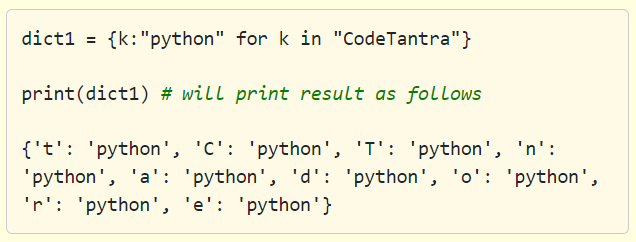 dict1 = {k:"python" for k in "CodeTantra"}
print(dict1) # will print result as follows
{'t': 'python', 'C': 'python', 'T': 'python', 'n':
'python', 'a': 'python', 'd': 'python', 'o': 'python',
'r': 'python', 'e': 'python'}